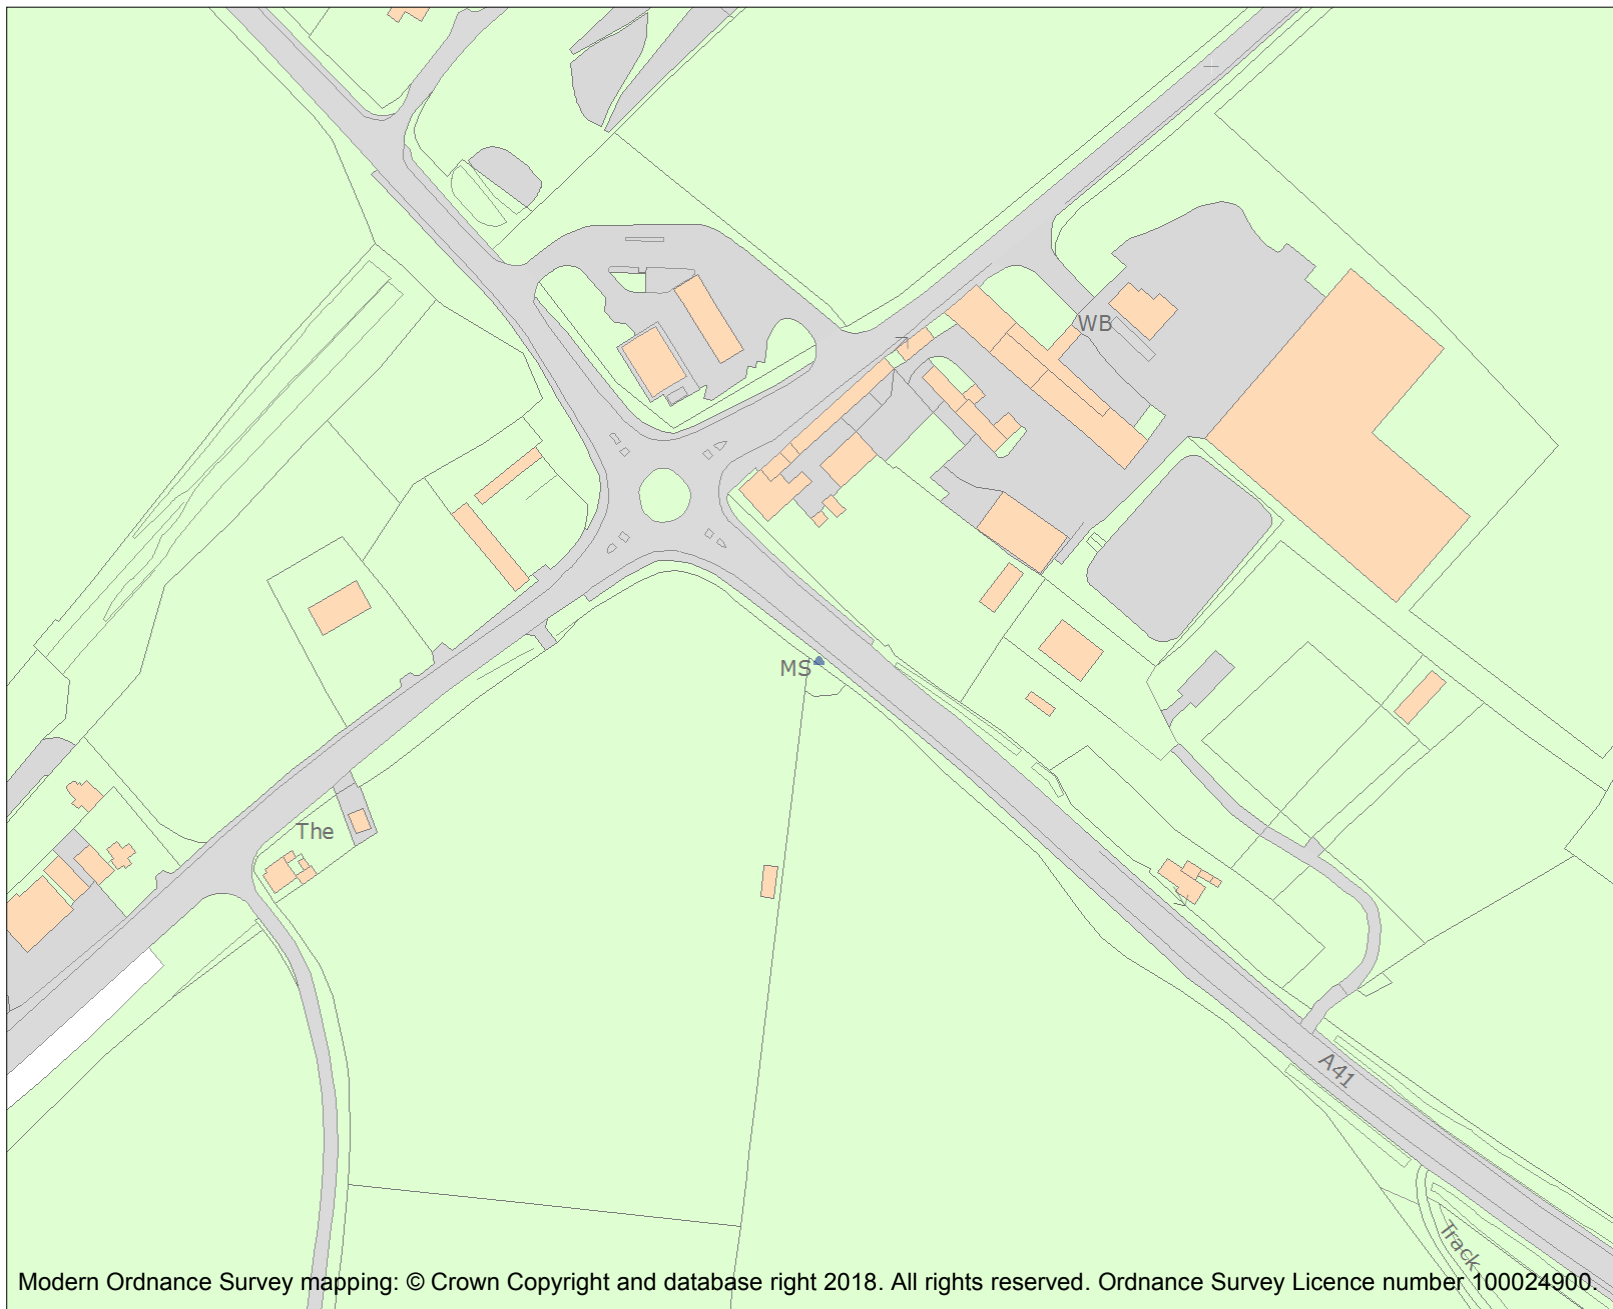 WB
MS
The
A41
Track
Modern Ordnance Survey mapping: © Crown Copyright and database right 2018. All rights reserved. Ordnance Survey Licence number 100024900.